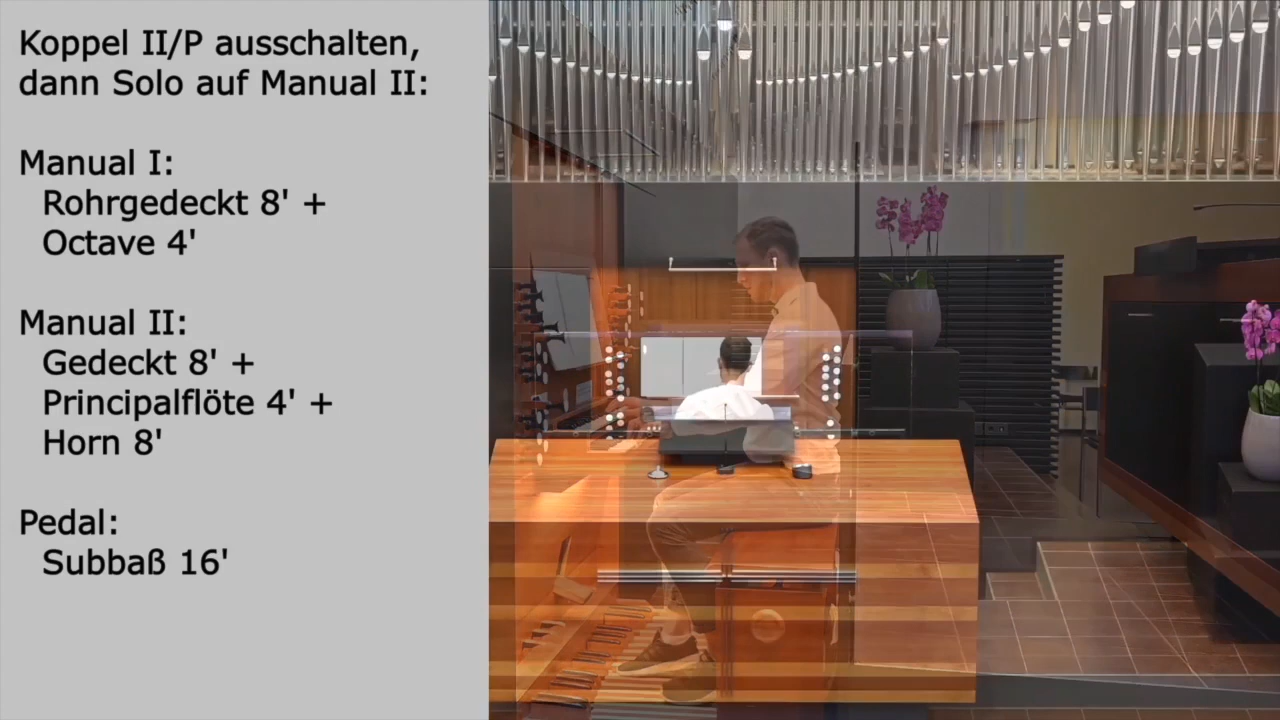 Koppel II/P ausschalten,
dann Solo auf Manual II:
Manual I:
Rohrgedeckt 8' +
Octave 4'
Manual II:
Gedeckt 8' +
Principalflöte 4' +
Horn 8'
Pedal:
Subbaß 16'